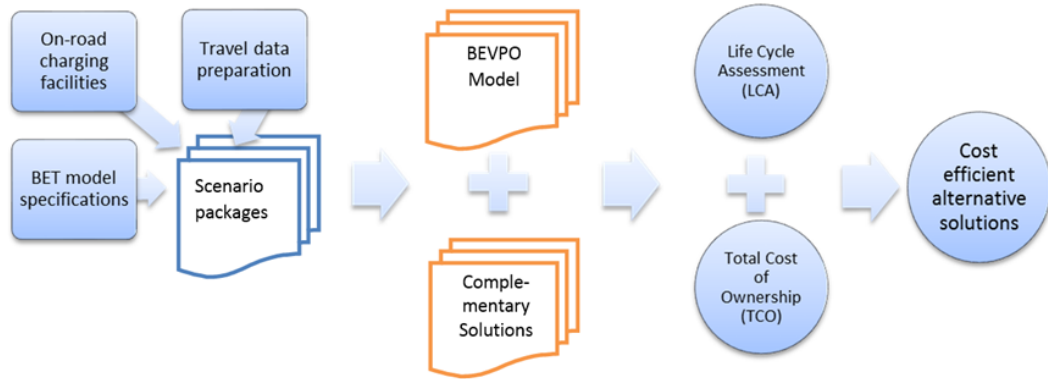 On-road
charging
facilities
Travel data
preparation
BET model
specifications
Scenario
packages
BEVPO
Model
Comple-
mentary
Solutions
Life Cycle
Assessment
(LCA)
Total Cost
of
Ownership
(TCO)
Cost
efficient
alternative
solutions